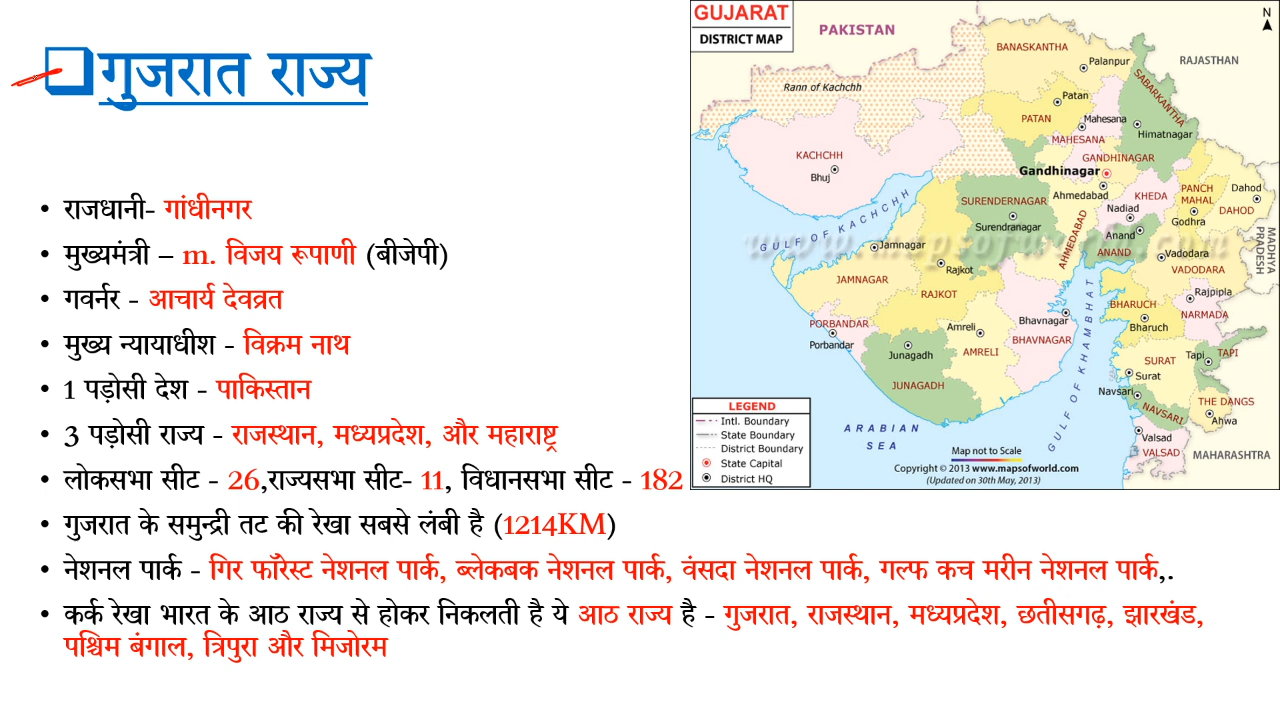 गुजरात राज्य
• राजधानी- गांधीनगर
• मुख्यमंत्री – m. विजय रूपाणी (बीजेपी)
• गवर्नर - आचार्य देवव्रत
• मुख्य न्यायाधीश - विक्रम नाथ
• 1 पड़ोसी देश - पाकिस्तान
• 3 पड़ोसी राज्य - राजस्थान, मध्यप्रदेश, और महाराष्ट्र
• लोकसभा सीट - 26,राज्यसभा सीट- 11, विधानसभा सीट - 182
• गुजरात के समुन्द्री तट की रेखा सबसे लंबी है (1214KM)
• नेशनल पार्क - गिर फॉरेस्ट नेशनल पार्क, ब्लेकबक नेशनल पार्क, वंसदा नेशनल पार्क, गल्फ कच मरीन नेशनल पार्क,.
• कर्क रेखा भारत के आठ राज्य से होकर निकलती है ये आठ राज्य है - गुजरात, राजस्थान, मध्यप्रदेश, छतीसगढ़, झारखंड,
पश्चिम बंगाल, त्रिपुरा और मिजोरम
GUJARAT
DISTRICT MAP
N
PAKISTAN
RAJASTHAN
BANASKANTHA
Palanpur
SABARKANTHA
Rann of Kachchh
Patan
PATAN
Mahesana
MAHESANA
Himatnagar
KACHCHH
Bhuj
GANDHINAGAR
Gandhinagar
Ahmedabad
AHMEDABAD
KHEDA
Nadiad
PANCH
MAHAL
Godhra
Dahod
DAHOD
SURENDERNAGAR
Surendranagar
GULF OF KACHCHH
Anand
ANAND
MADHYA
PRADESH
www.mapsofworld.com
Jamnagar
JAMNAGAR
Rajkot
RAJKOT
Vadodara
VADODARA
BHARUCH
Bharuch
Rajpipla
NARMADA
PORBANDAR
Porbandar
Amreli
AMRELI
Bhavnagar
BHAVNAGAR
Junagadh
JUNAGADH
GULF OF KHAMBHAT
SURAT
Surat
Tapi
TAPI
Navsari
NAVSARI
THE DANGS
Ahwa
Valsad
VALSAD
MAHARASHTRA
ARABIAN
SEA
LEGEND
Intl. Boundary
State Boundary
District Boundary
State Capital
District HQ
Map not to Scale
Copyright © 2013 www.mapsofworld.com
(Updated on 30th May, 2013)